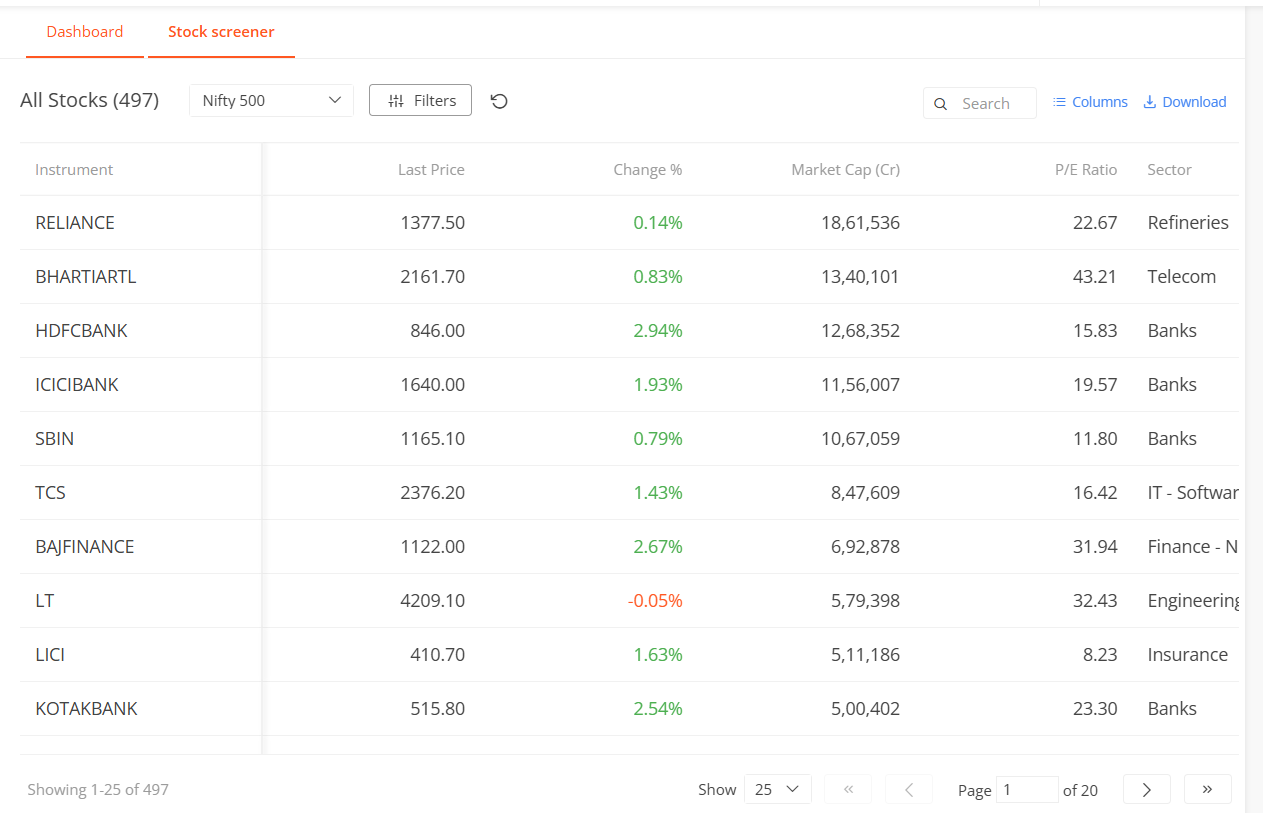 Dashboard Stock screener
All Stocks (497) Nifty 500 Filters Search Columns Download
Instrument Last Price Change % Market Cap (Cr) P/E Ratio Sector
RELIANCE 1377.50 0.14% 18,61,536 22.67 Refineries
BHARTIARTL 2161.70 0.83% 13,40,101 43.21 Telecom
HDFCBANK 846.00 2.94% 12,68,352 15.83 Banks
ICICIBANK 1640.00 1.93% 11,56,007 19.57 Banks
SBIN 1165.10 0.79% 10,67,059 11.80 Banks
TCS 2376.20 1.43% 8,47,609 16.42 IT - Softwar
BAJFINANCE 1122.00 2.67% 6,92,878 31.94 Finance - N
LT 4209.10 -0.05% 5,79,398 32.43 Engineering
LICI 410.70 1.63% 5,11,186 8.23 Insurance
KOTAKBANK 515.80 2.54% 5,00,402 23.30 Banks
Showing 1-25 of 497 Show 25 « Page 1 of 20 »